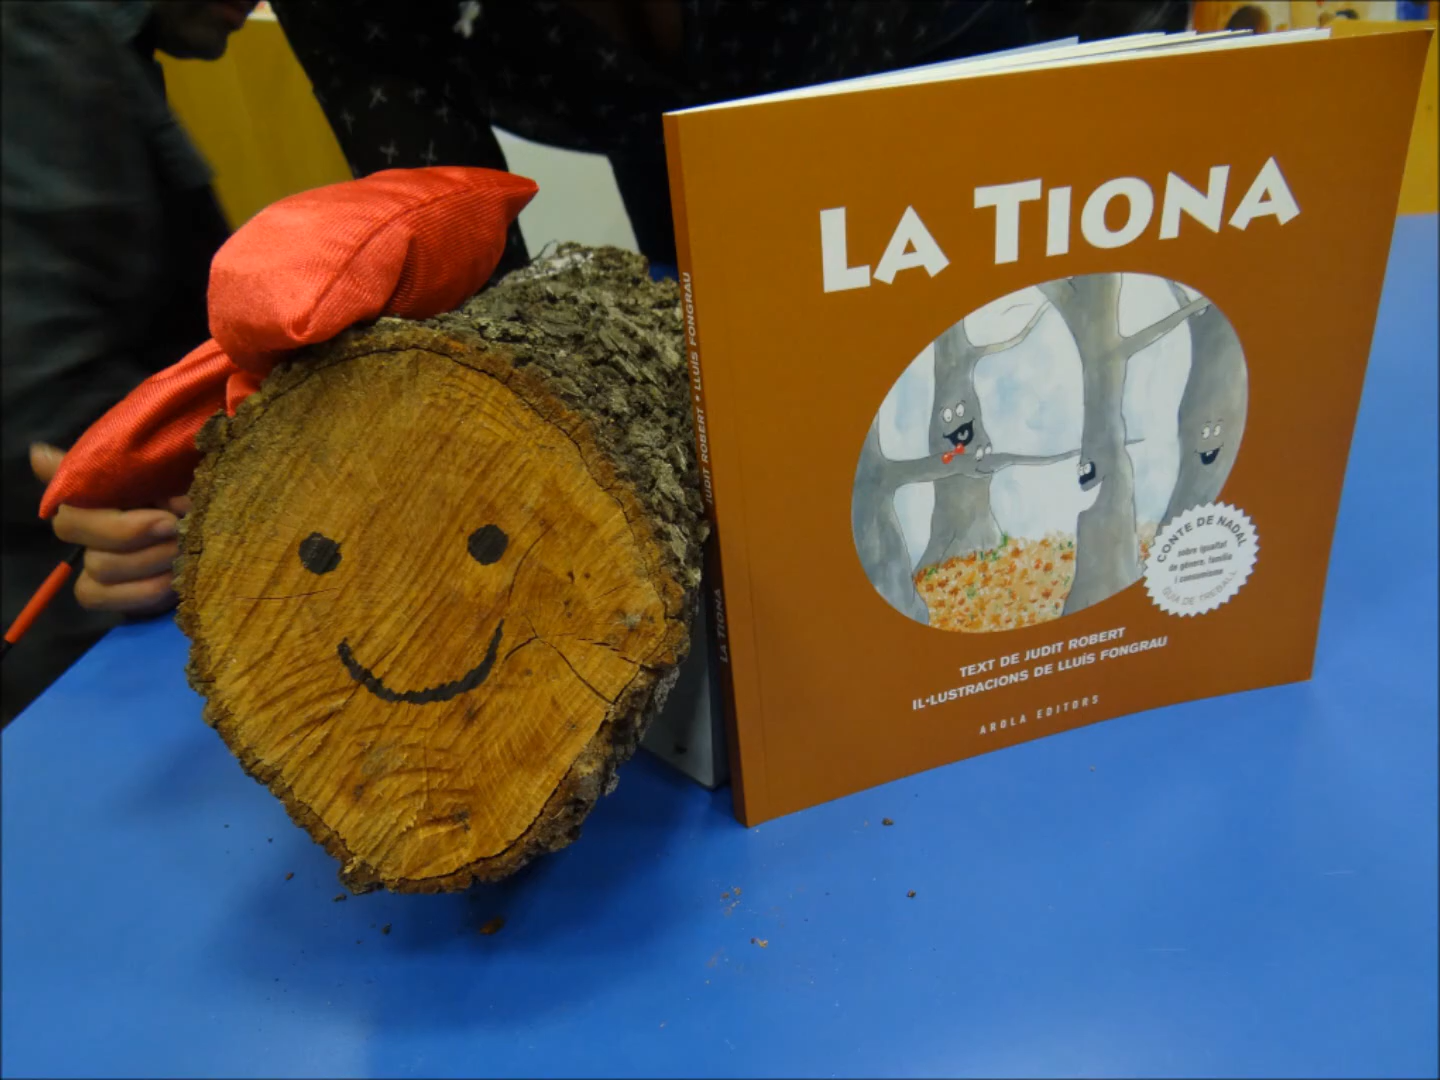 LA TIONA
CONTE DE NADAL
sobre igualtat
de gènere, família
i consumisme
GUIA DE TREBALL
TEXT DE JUDIT ROBERT
IL·LUSTRACIONS DE LLUÍS FONGRAU
AROLA EDITORS
JUDIT ROBERT • LLUÍS FONGRAU
LA TIONA